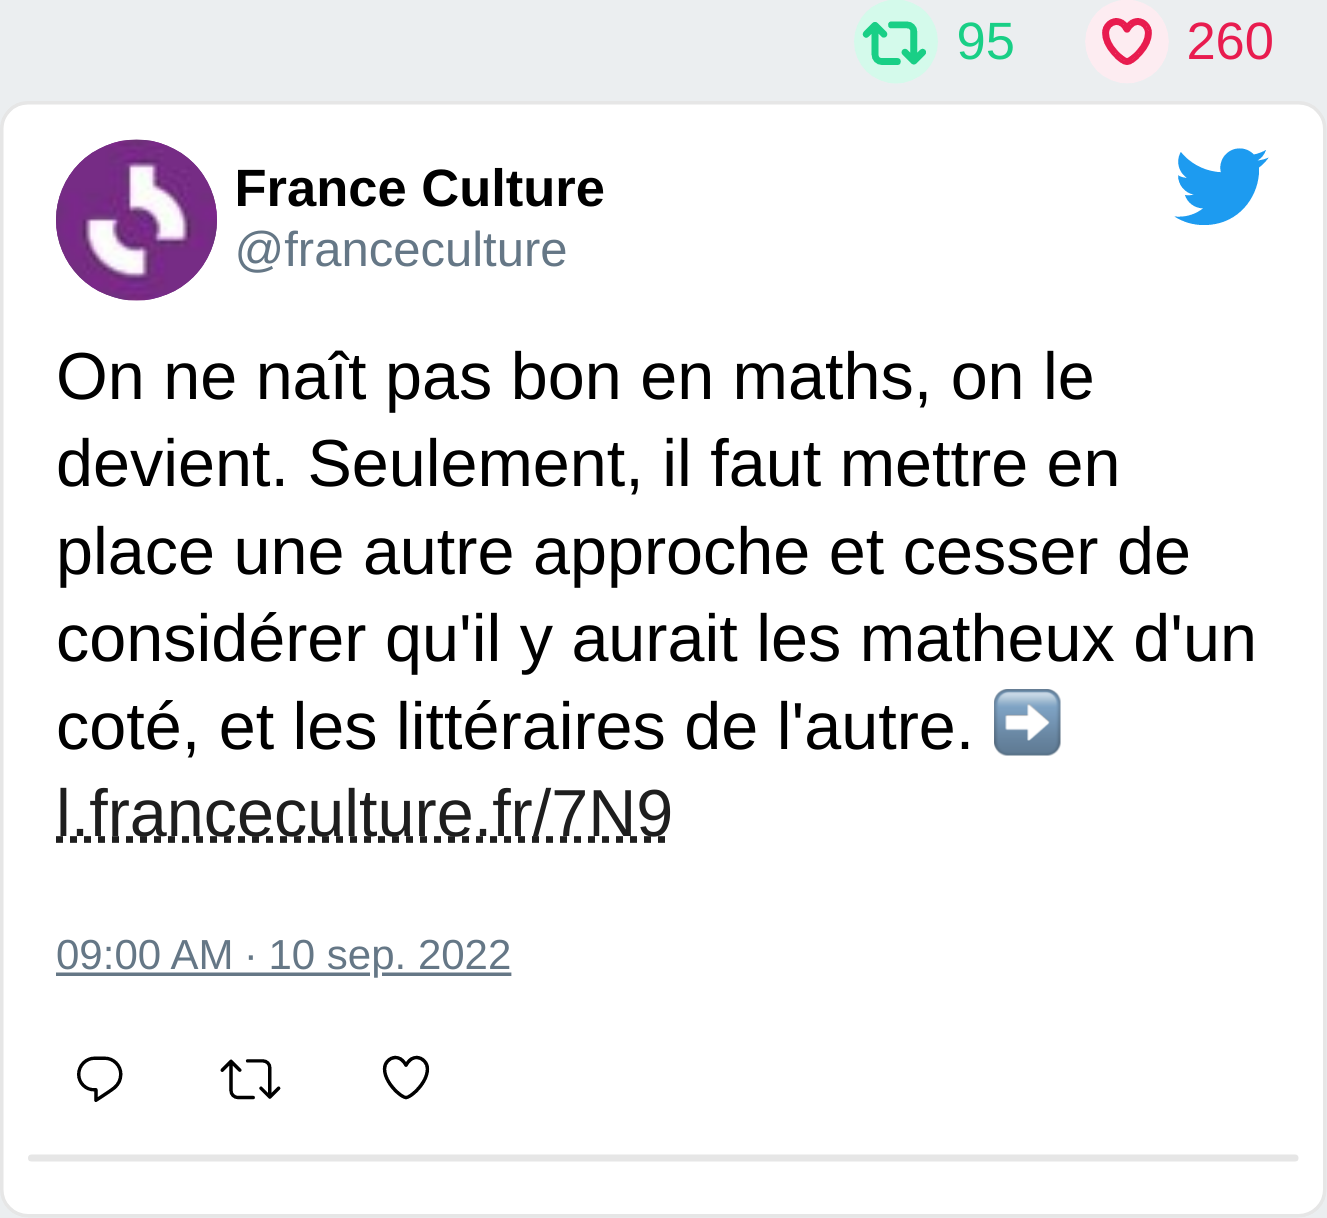 95 260
France Culture
@franceculture
On ne naît pas bon en maths, on le
devient. Seulement, il faut mettre en
place une autre approche et cesser de
considérer qu'il y aurait les matheux d'un
coté, et les littéraires de l'autre. ➡️
l.franceculture.fr/7N9
09:00 AM · 10 sep. 2022